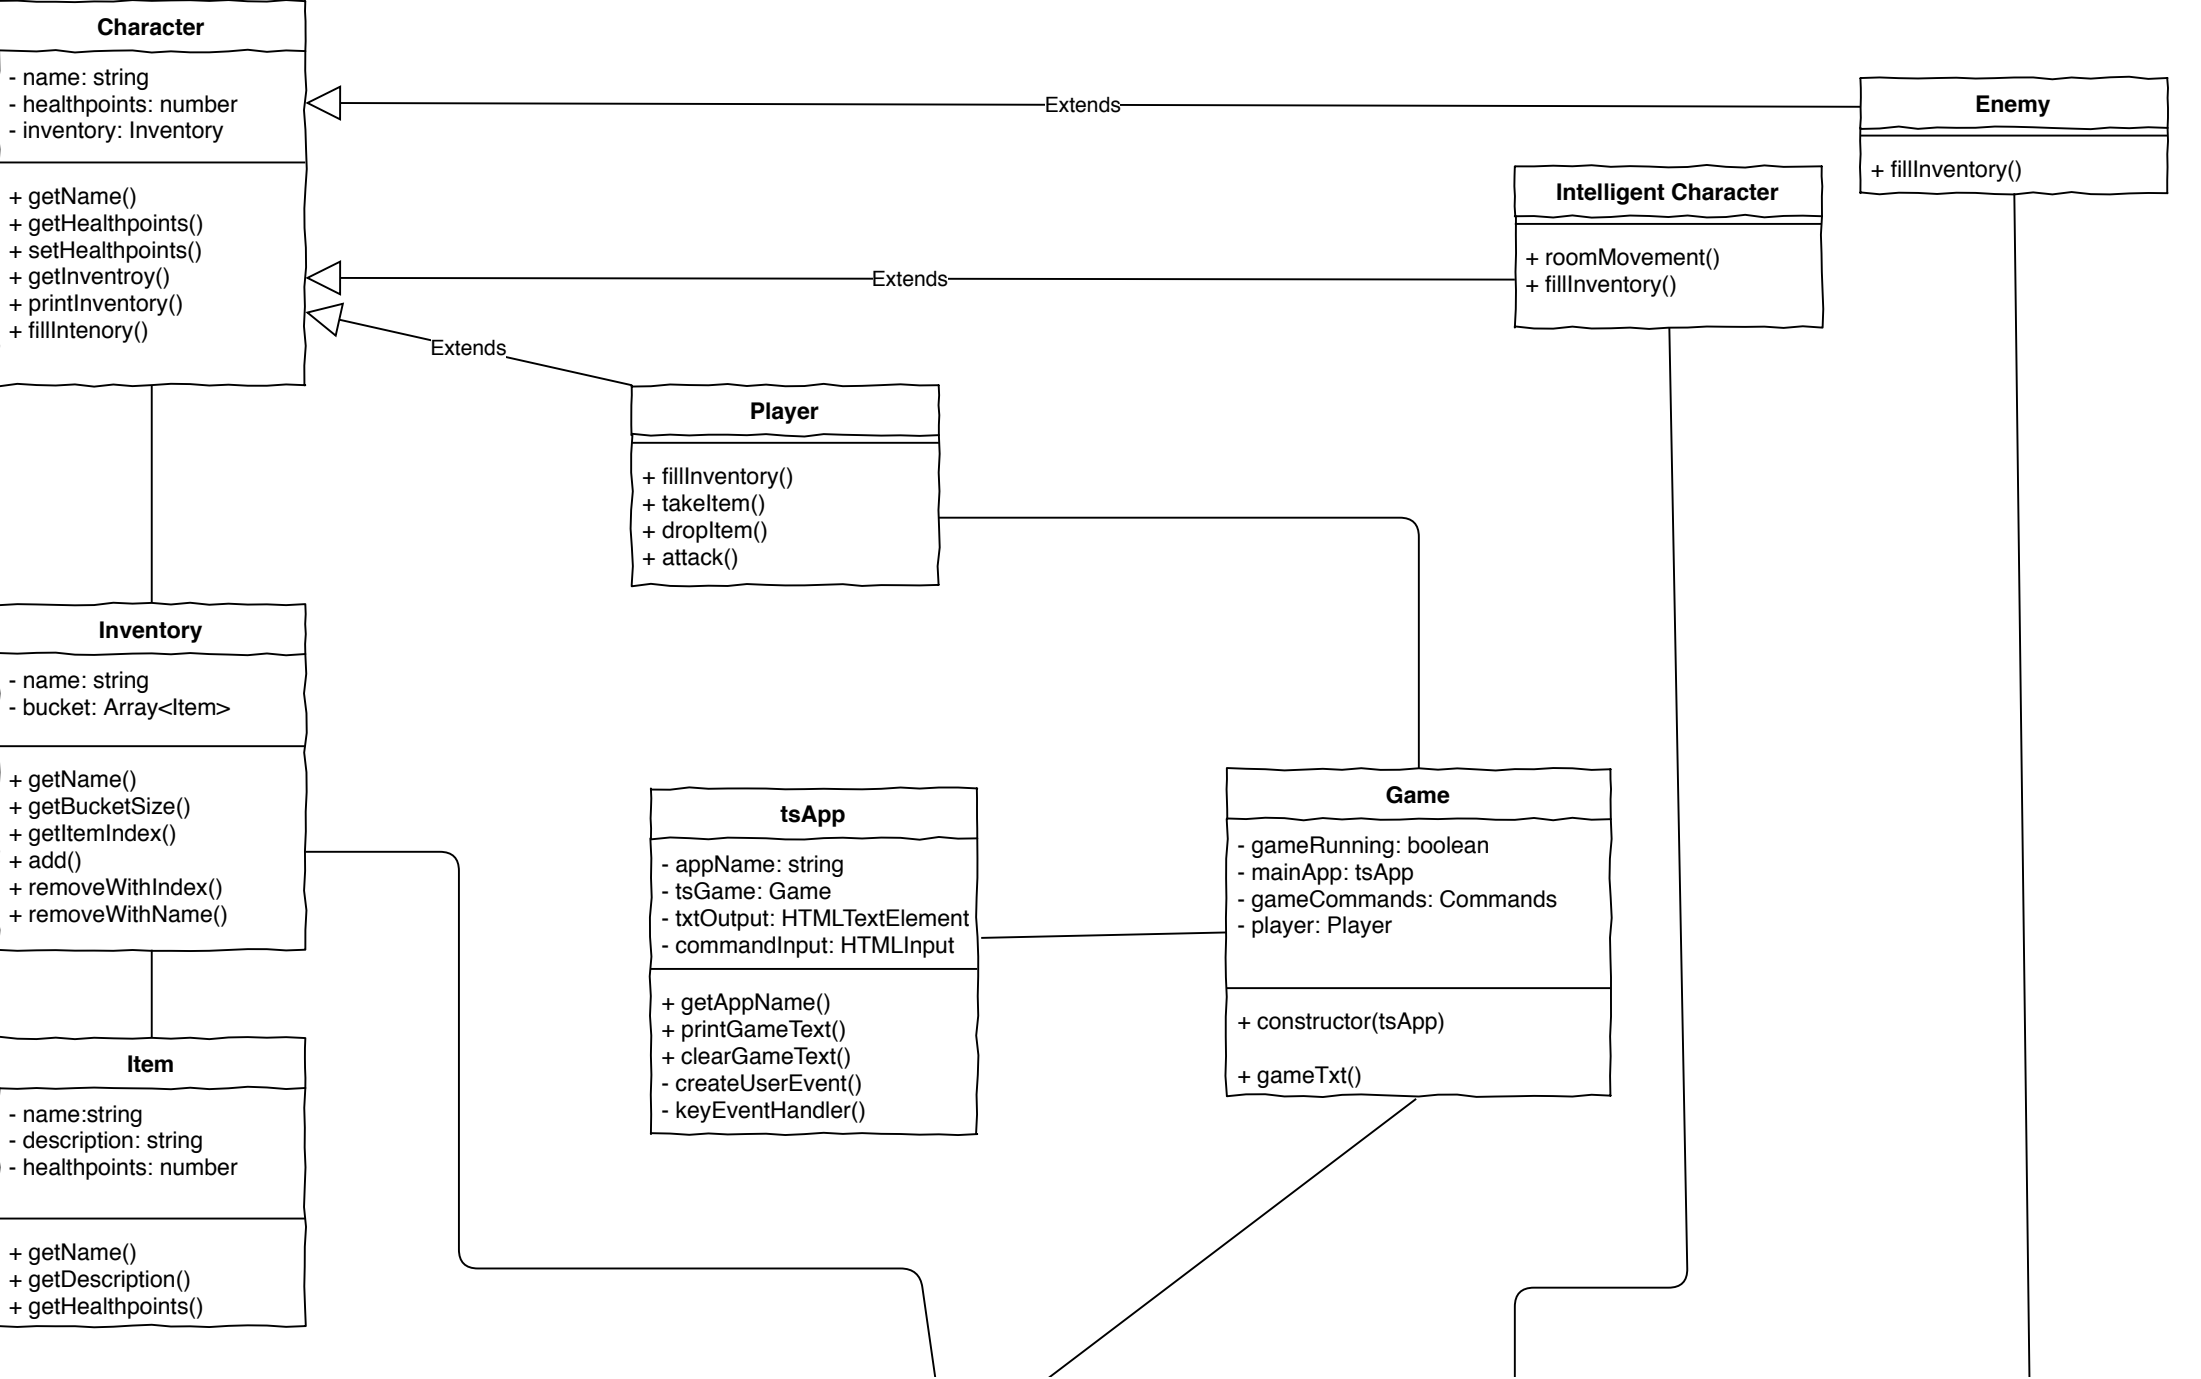 Character
- name: string
- healthpoints: number
- inventory: Inventory
+ getName()
+ getHealthpoints()
+ setHealthpoints()
+ getInventroy()
+ printInventory()
+ fillIntenory()
Extends
Enemy
+ fillInventory()
Intelligent Character
+ roomMovement()
+ fillInventory()
Extends
Extends
Player
+ fillInventory()
+ takeItem()
+ dropItem()
+ attack()
Inventory
- name: string
- bucket: Array<Item>
+ getName()
+ getBucketSize()
+ getItemIndex()
+ add()
+ removeWithIndex()
+ removeWithName()
tsApp
- appName: string
- tsGame: Game
- txtOutput: HTMLTextElement
- commandInput: HTMLInput
+ getAppName()
+ printGameText()
+ clearGameText()
- createUserEvent()
- keyEventHandler()
Game
- gameRunning: boolean
- mainApp: tsApp
- gameCommands: Commands
- player: Player
+ constructor(tsApp)
+ gameTxt()
Item
- name:string
- description: string
- healthpoints: number
+ getName()
+ getDescription()
+ getHealthpoints()